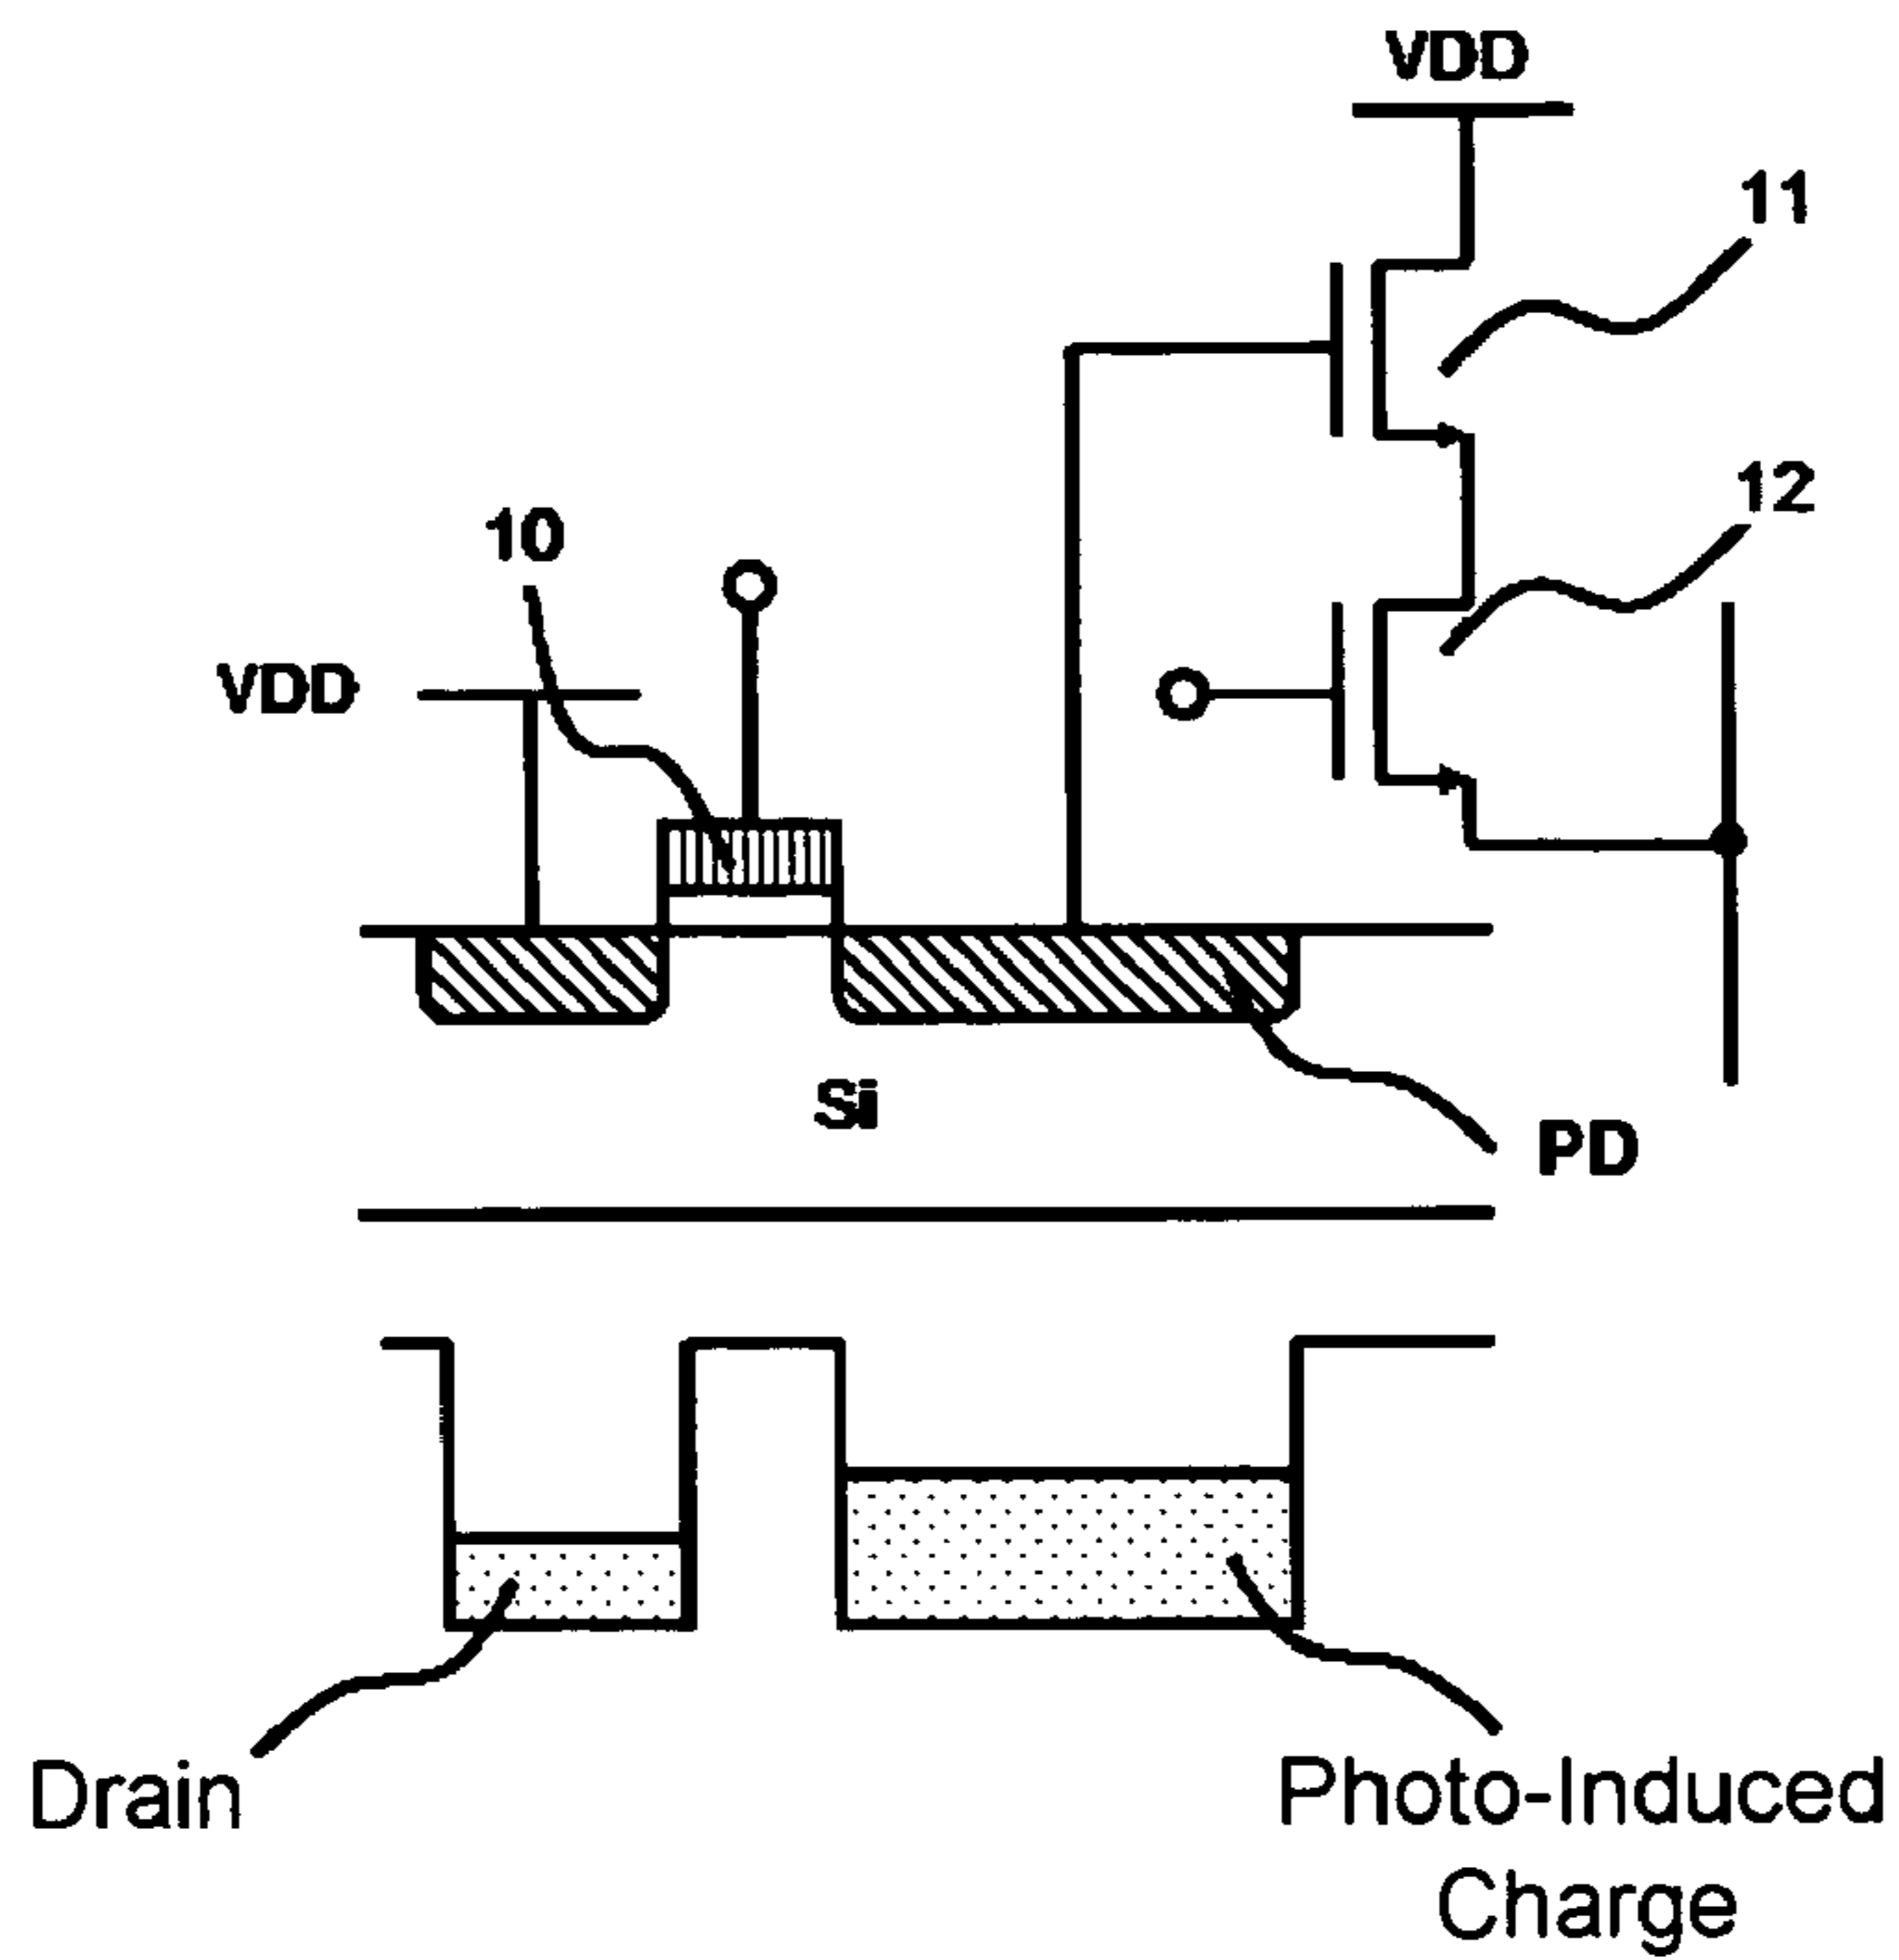 VDD
11
12
10
VDD
Si
PD
Drain
Photo-Induced
Charge